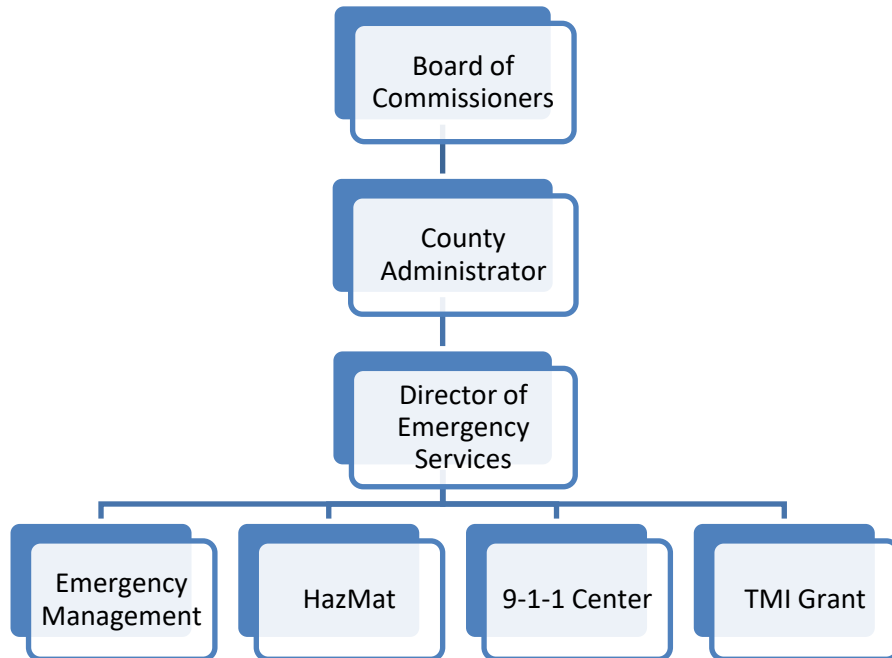 Board of
Commissioners
County
Administrator
Director of
Emergency
Services
Emergency
Management
HazMat
9-1-1 Center
TMI Grant